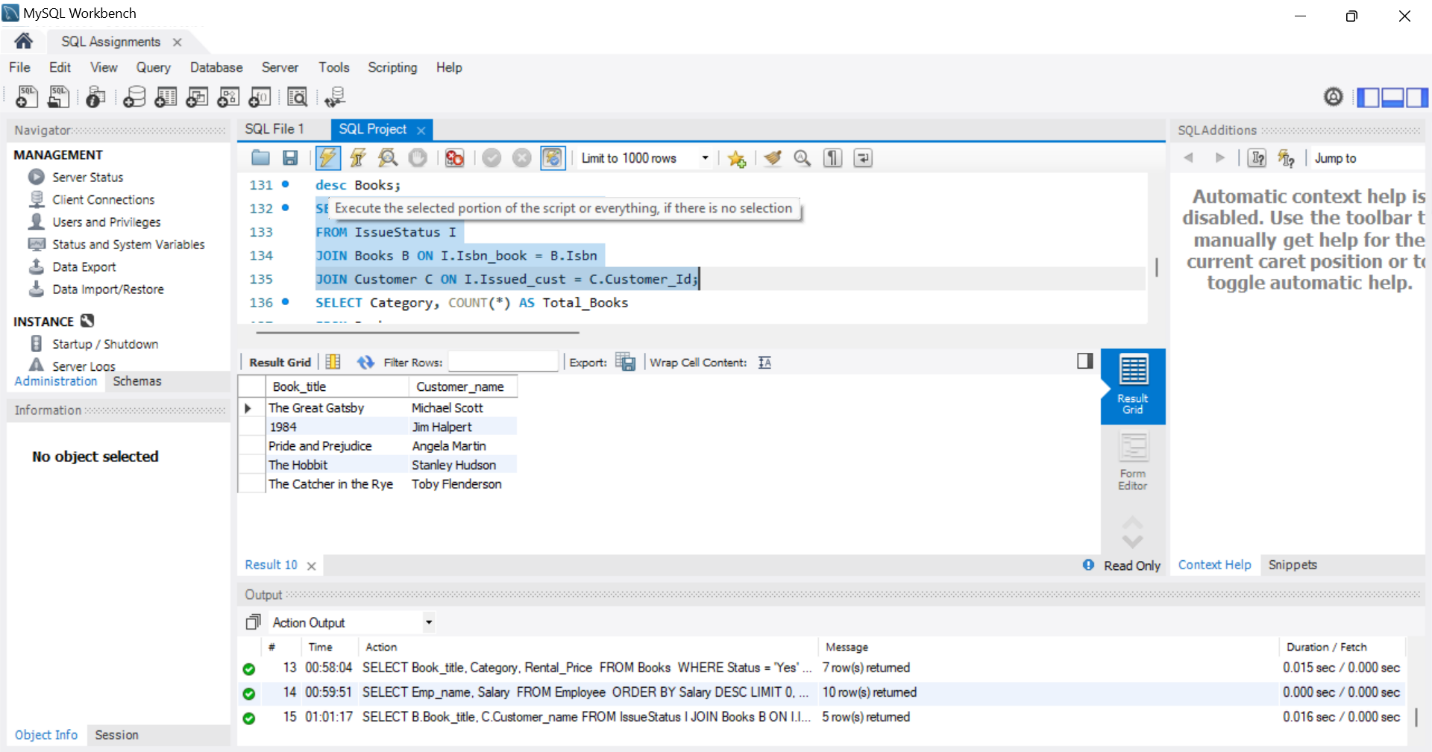 MySQL Workbench
SQL Assignments
File Edit View Query Database Server Tools Scripting Help
SQL SQL
Navigator
MANAGEMENT
Server Status
Client Connections
Users and Privileges
Status and System Variables
Data Export
Data Import/Restore
INSTANCE
Startup / Shutdown
Server Logs
Administration Schemas
Information
No object selected
Object Info Session
SQL File 1 SQL Project
Limit to 1000 rows
131 desc Books;
132 SE
Execute the selected portion of the script or everything, if there is no selection
133 FROM IssueStatus I
134 JOIN Books B ON I.Isbn_book = B.Isbn
135 JOIN Customer C ON I.Issued_cust = C.Customer_Id;
136 SELECT Category, COUNT(*) AS Total_Books
Result Grid Filter Rows: Export: Wrap Cell Content: IA
Book_title Customer_name
The Great Gatsby Michael Scott
1984 Jim Halpert
Pride and Prejudice Angela Martin
The Hobbit Stanley Hudson
The Catcher in the Rye Toby Flenderson
Result
Grid
Form
Editor
Result 10
Read Only
SQLAdditions
Jump to
Automatic context help is
disabled. Use the toolbar t
manually get help for the
current caret position or to
toggle automatic help.
Context Help Snippets
Output
Action Output
# Time Action Message Duration / Fetch
13 00:58:04 SELECT Book_title, Category, Rental_Price FROM Books WHERE Status = 'Yes' ... 7 row(s) returned 0.015 sec / 0.000 sec
14 00:59:51 SELECT Emp_name, Salary FROM Employee ORDER BY Salary DESC LIMIT 0, ... 10 row(s) returned 0.000 sec / 0.000 sec
15 01:01:17 SELECT B.Book_title, C.Customer_name FROM IssueStatus I JOIN Books B ON I.I... 5 row(s) returned 0.016 sec / 0.000 sec